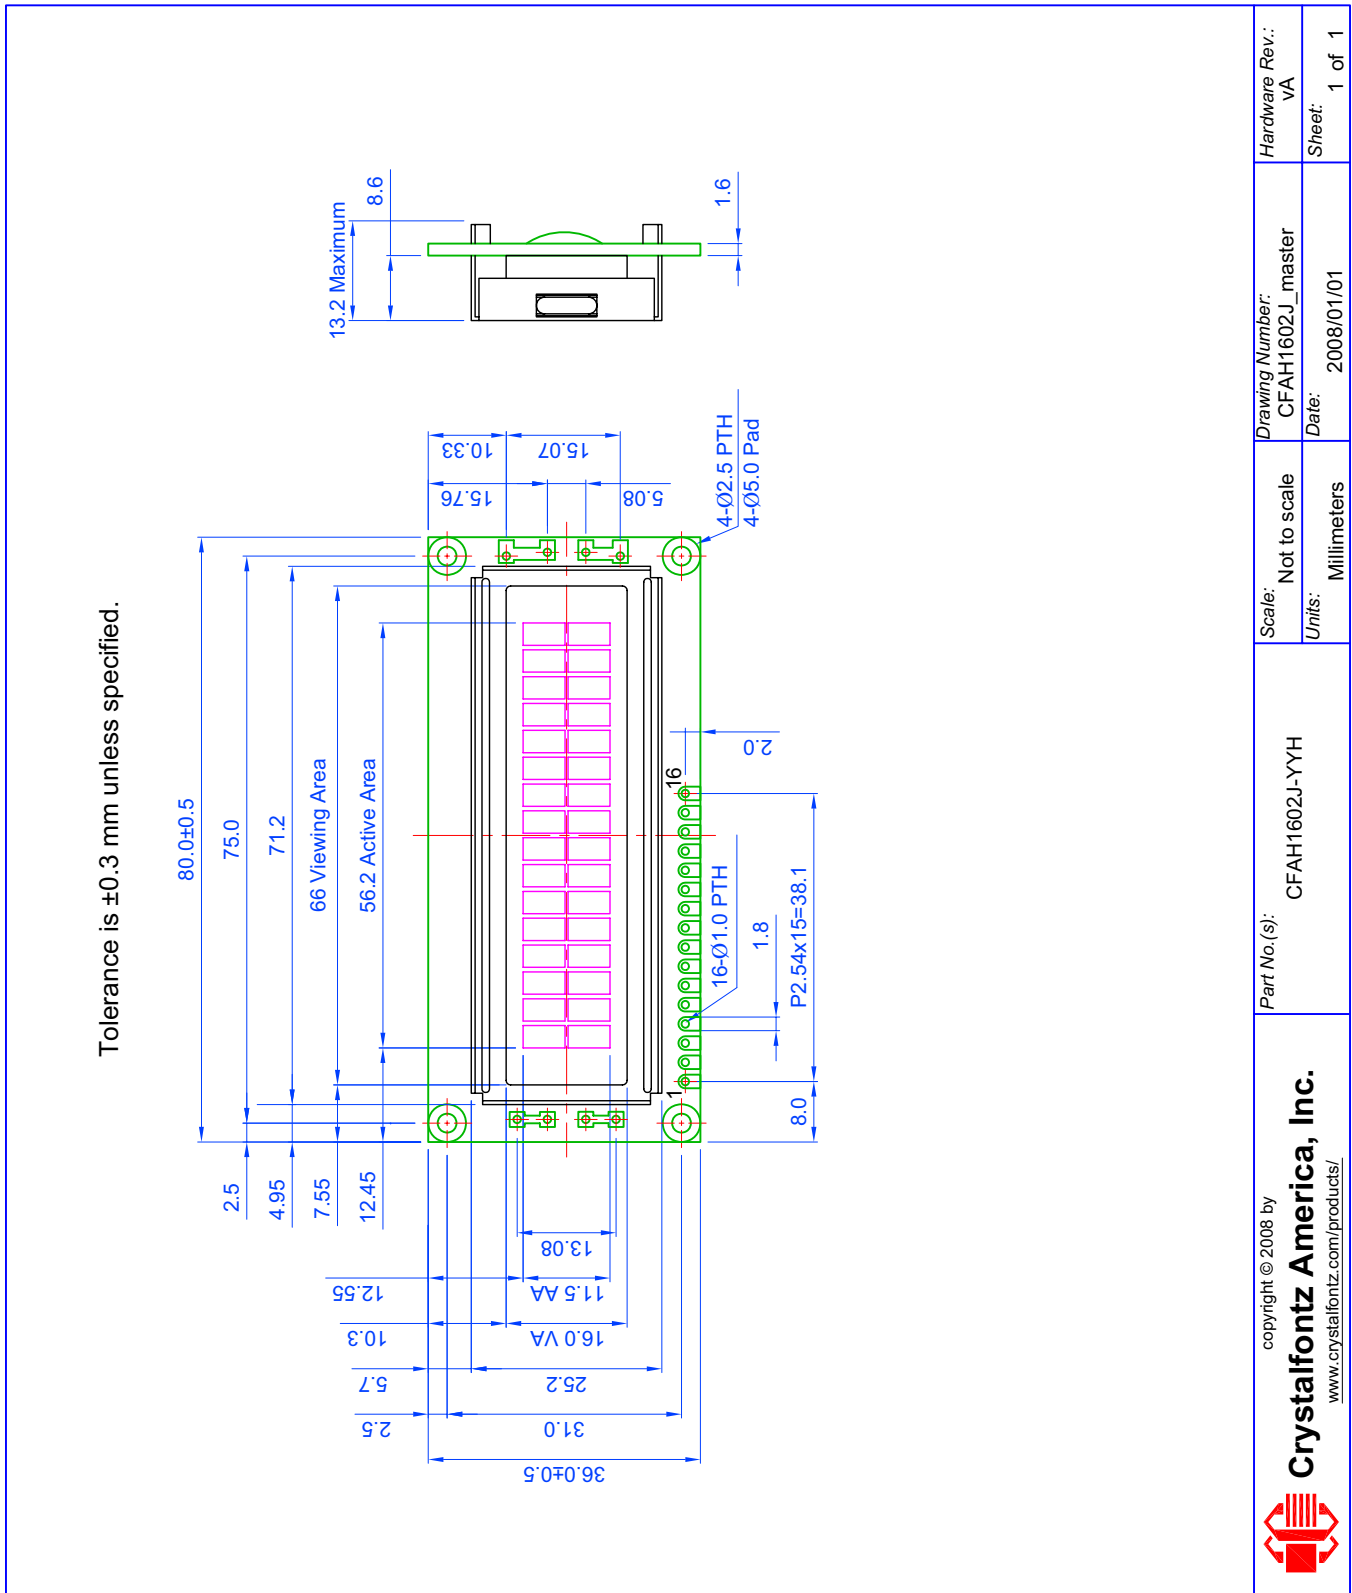 Tolerance is ±0.3 mm unless specified.
80.0±0.5
75.0
71.2
66 Viewing Area
56.2 Active Area
2.5
4.95
7.55
12.45
13.2 Maximum
8.6
1.6
10.33
15.07
15.76
5.08
4-Ø2.5 PTH
4-Ø5.0 Pad
2.0
16
1
16-Ø1.0 PTH
1.8
P2.54x15=38.1
8.0
13.08
12.55
11.5 AA
10.3
16.0 VA
5.7
25.2
2.5
31.0
36.0±0.5
copyright © 2008 by
Crystalfontz America, Inc.
www.crystalfontz.com/products/
Part No.(s):
CFAH1602J-YYH
Scale:
Not to scale
Units:
Millimeters
Drawing Number:
CFAH1602J_master
Date:
2008/01/01
Hardware Rev.:
vA
Sheet:
1 of 1